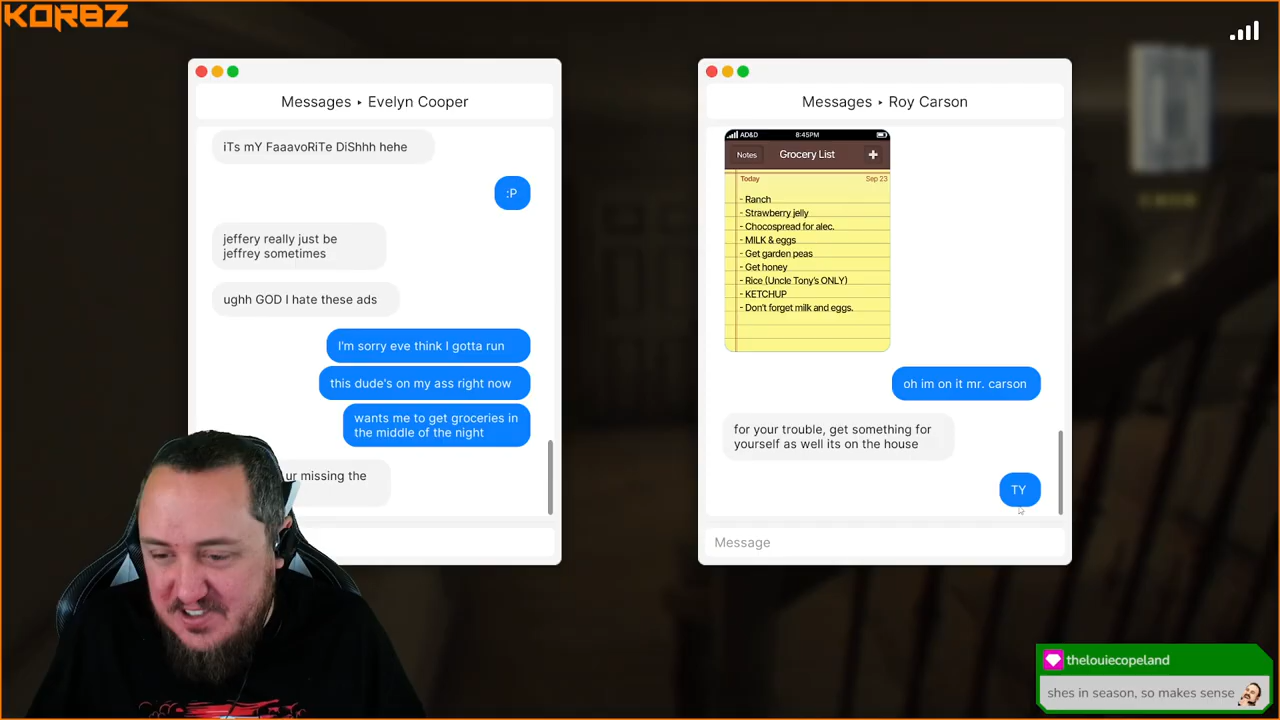 KORBZ
Messages ▸ Evelyn Cooper
iTs mY FaaavoRiTe DiShhh hehe
:P
jeffery really just be
jeffrey sometimes
ughh GOD I hate these ads
I'm sorry eve think I gotta run
this dude's on my ass right now
wants me to get groceries in
the middle of the night
ur missing the
Messages ▸ Roy Carson
AD&D 8:45PM
Notes Grocery List +
Today Sep 23
- Ranch
- Strawberry jelly
- Chocospread for alec.
- MILK & eggs
- Get garden peas
- Get honey
- Rice (Uncle Tony's ONLY)
- KETCHUP
- Don't forget milk and eggs.
oh im on it mr. carson
for your trouble, get something for
yourself as well its on the house
TY
Message
thelouiecopeland
shes in season, so makes sense